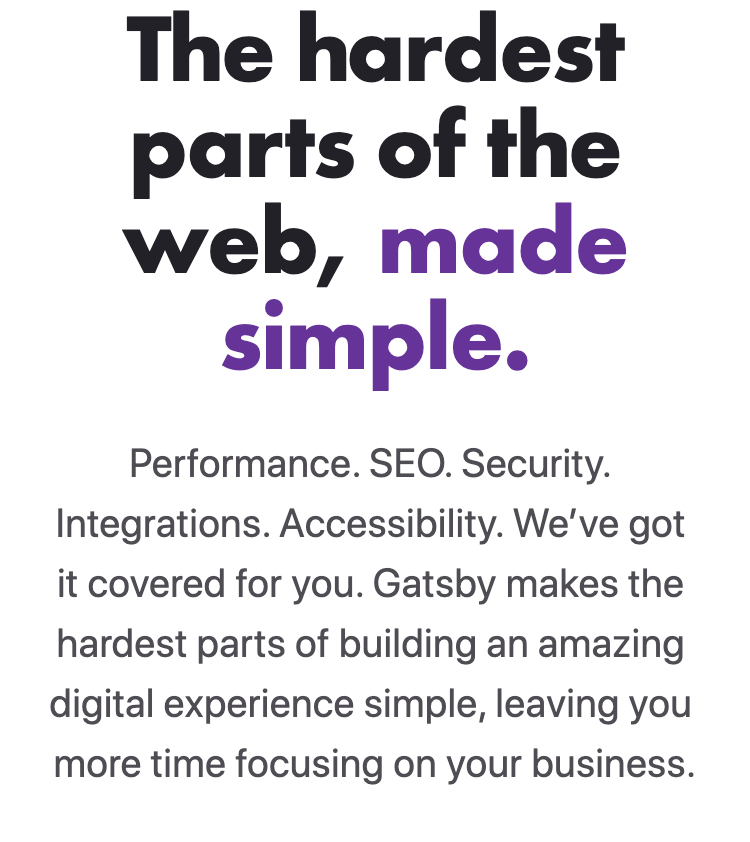 The hardest
parts of the
web, made
simple.
Performance. SEO. Security.
Integrations. Accessibility. We’ve got
it covered for you. Gatsby makes the
hardest parts of building an amazing
digital experience simple, leaving you
more time focusing on your business.